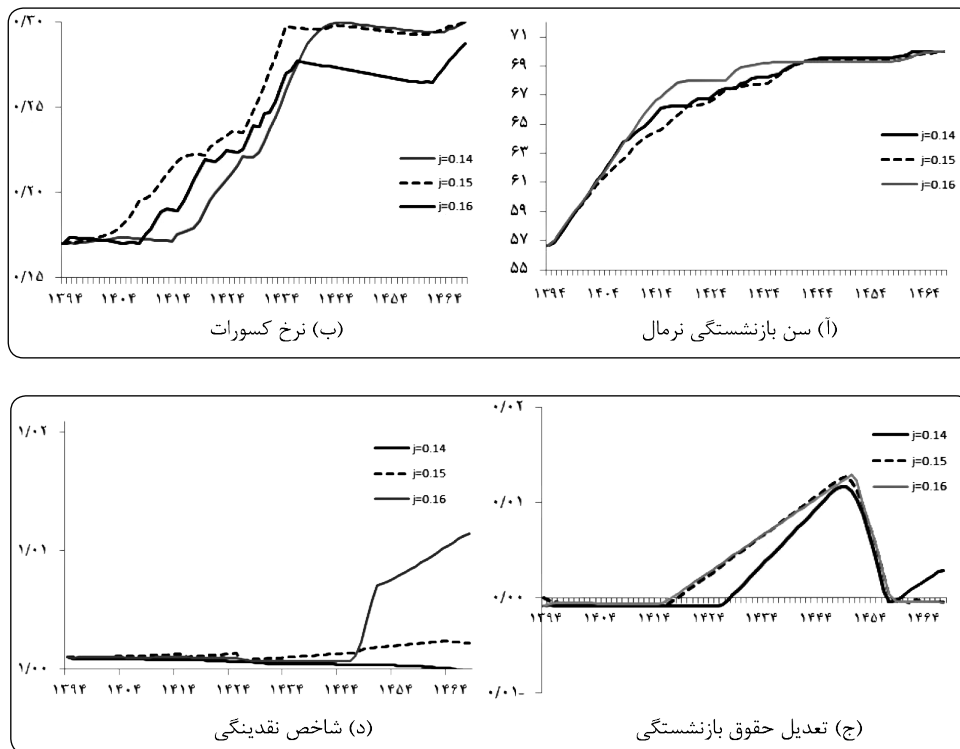 ۷۱
۶۹
۶۷
۶۵
۶۳
۶۱
۵۹
۵۷
۵۵
j=0.14
j=0.15
j=0.16
۱۳۹۴ ۱۴۰۴ ۱۴۱۴ ۱۴۲۴ ۱۴۳۴ ۱۴۴۴ ۱۴۵۴ ۱۴۶۴
(آ) سن بازنشستگی نرمال
۰/۳۰
۰/۲۵
۰/۲۰
۰/۱۵
j=0.14
j=0.15
j=0.16
۱۳۹۴ ۱۴۰۴ ۱۴۱۴ ۱۴۲۴ ۱۴۳۴ ۱۴۴۴ ۱۴۵۴ ۱۴۶۴
(ب) نرخ کسورات
۰/۰۲
۰/۰۱
۰/۰۰
۰/۰۱-
j=0.14
j=0.15
j=0.16
۱۳۹۴ ۱۴۰۴ ۱۴۱۴ ۱۴۲۴ ۱۴۳۴ ۱۴۴۴ ۱۴۵۴ ۱۴۶۴
(ج) تعدیل حقوق بازنشستگی
۱/۰۲
۱/۰۱
۱/۰۰
j=0.14
j=0.15
j=0.16
۱۳۹۴ ۱۴۰۴ ۱۴۱۴ ۱۴۲۴ ۱۴۳۴ ۱۴۴۴ ۱۴۵۴ ۱۴۶۴
(د) شاخص نقدینگی